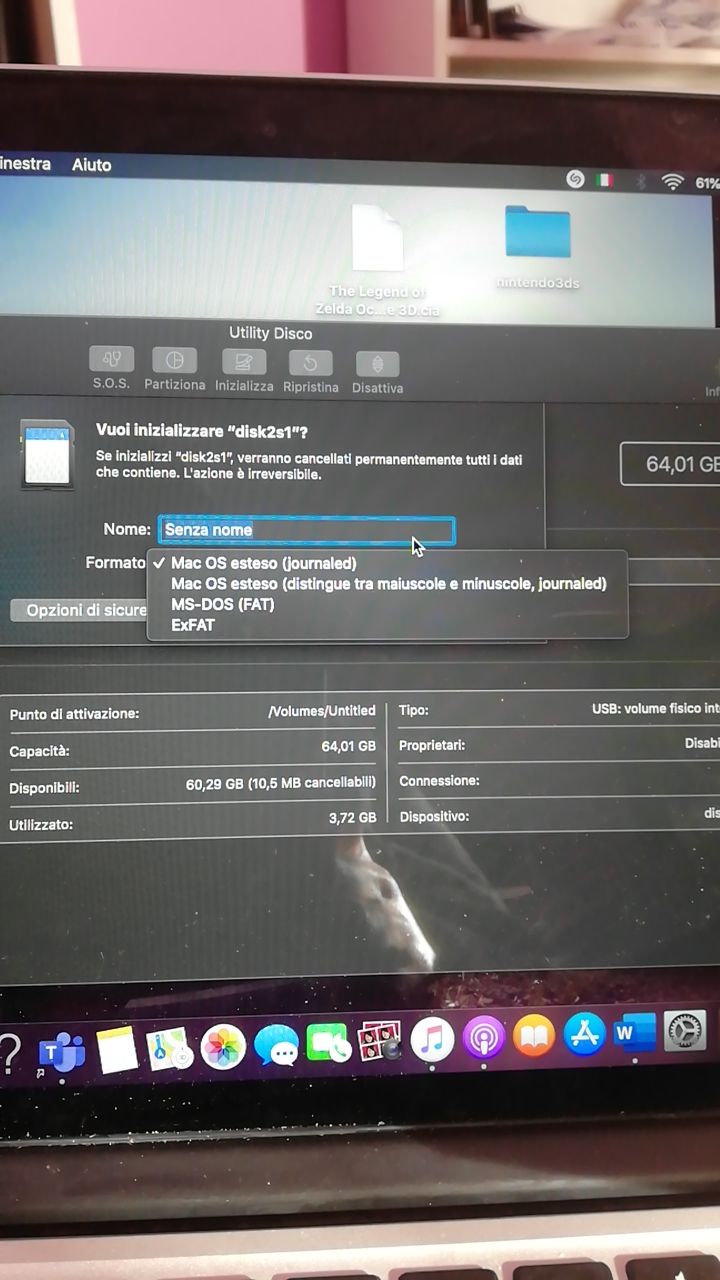 inestra Aiuto
61%
The Legend of
Zelda Oc...e 3D.cia
nintendo3ds
Utility Disco
S.O.S. Partiziona Inizializza Ripristina Disattiva
Inf
Vuoi inizializzare “disk2s1”?
Se inizializzi “disk2s1”, verranno cancellati permanentemente tutti i dati
che contiene. L'azione è irreversibile.
64,01 GB
Nome: Senza nome
Formato ✓ Mac OS esteso (journaled)
Mac OS esteso (distingue tra maiuscole e minuscole, journaled)
MS-DOS (FAT)
ExFAT
Opzioni di sicure
Punto di attivazione: /Volumes/Untitled
Capacità: 64,01 GB
Disponibili: 60,29 GB (10,5 MB cancellabili)
Utilizzato: 3,72 GB
Tipo: USB: volume fisico int
Proprietari: Disabi
Connessione:
Dispositivo: dis
T
W